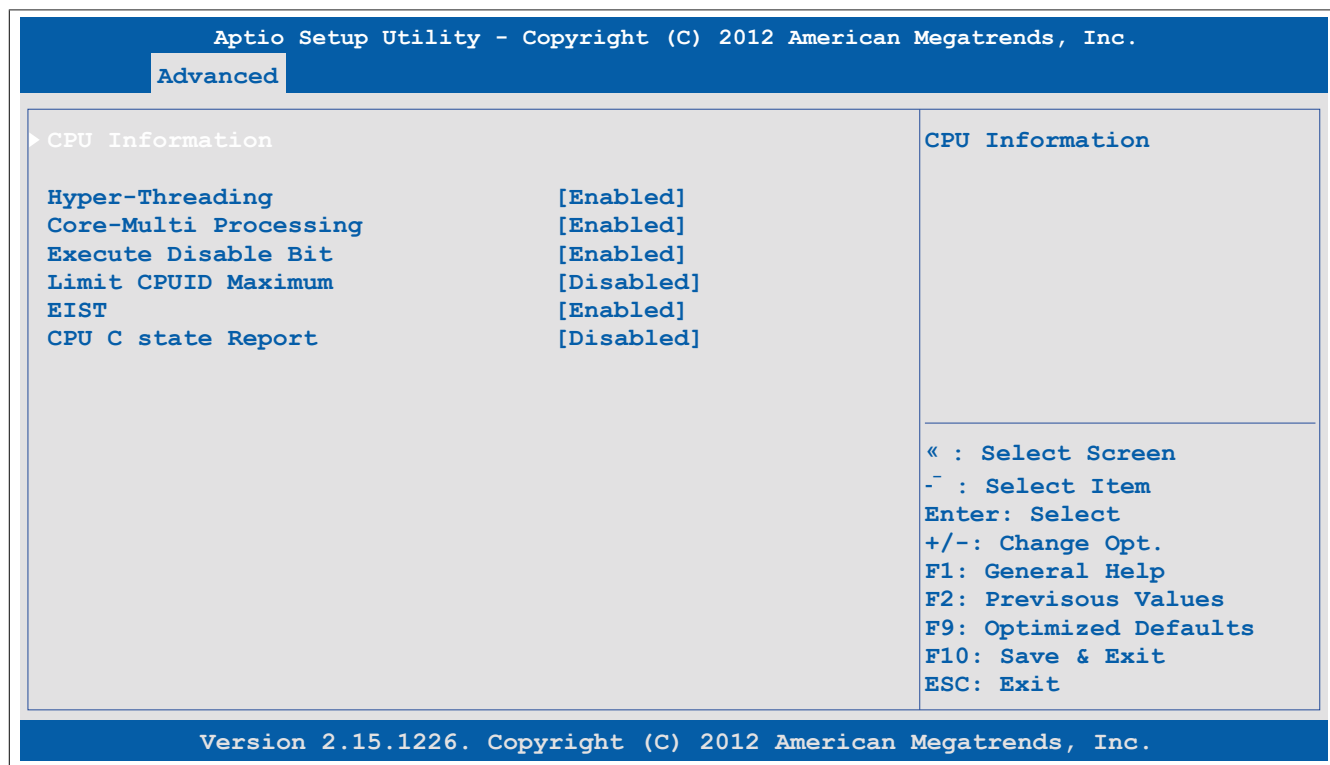 Aptio Setup Utility - Copyright (C) 2012 American Megatrends, Inc.
Advanced
CPU Information
Hyper-Threading [Enabled]
Core-Multi Processing [Enabled]
Execute Disable Bit [Enabled]
Limit CPUID Maximum [Disabled]
EIST [Enabled]
CPU C state Report [Disabled]
CPU Information
« : Select Screen
-¯ : Select Item
Enter: Select
+/-: Change Opt.
F1: General Help
F2: Previsous Values
F9: Optimized Defaults
F10: Save & Exit
ESC: Exit
Version 2.15.1226. Copyright (C) 2012 American Megatrends, Inc.